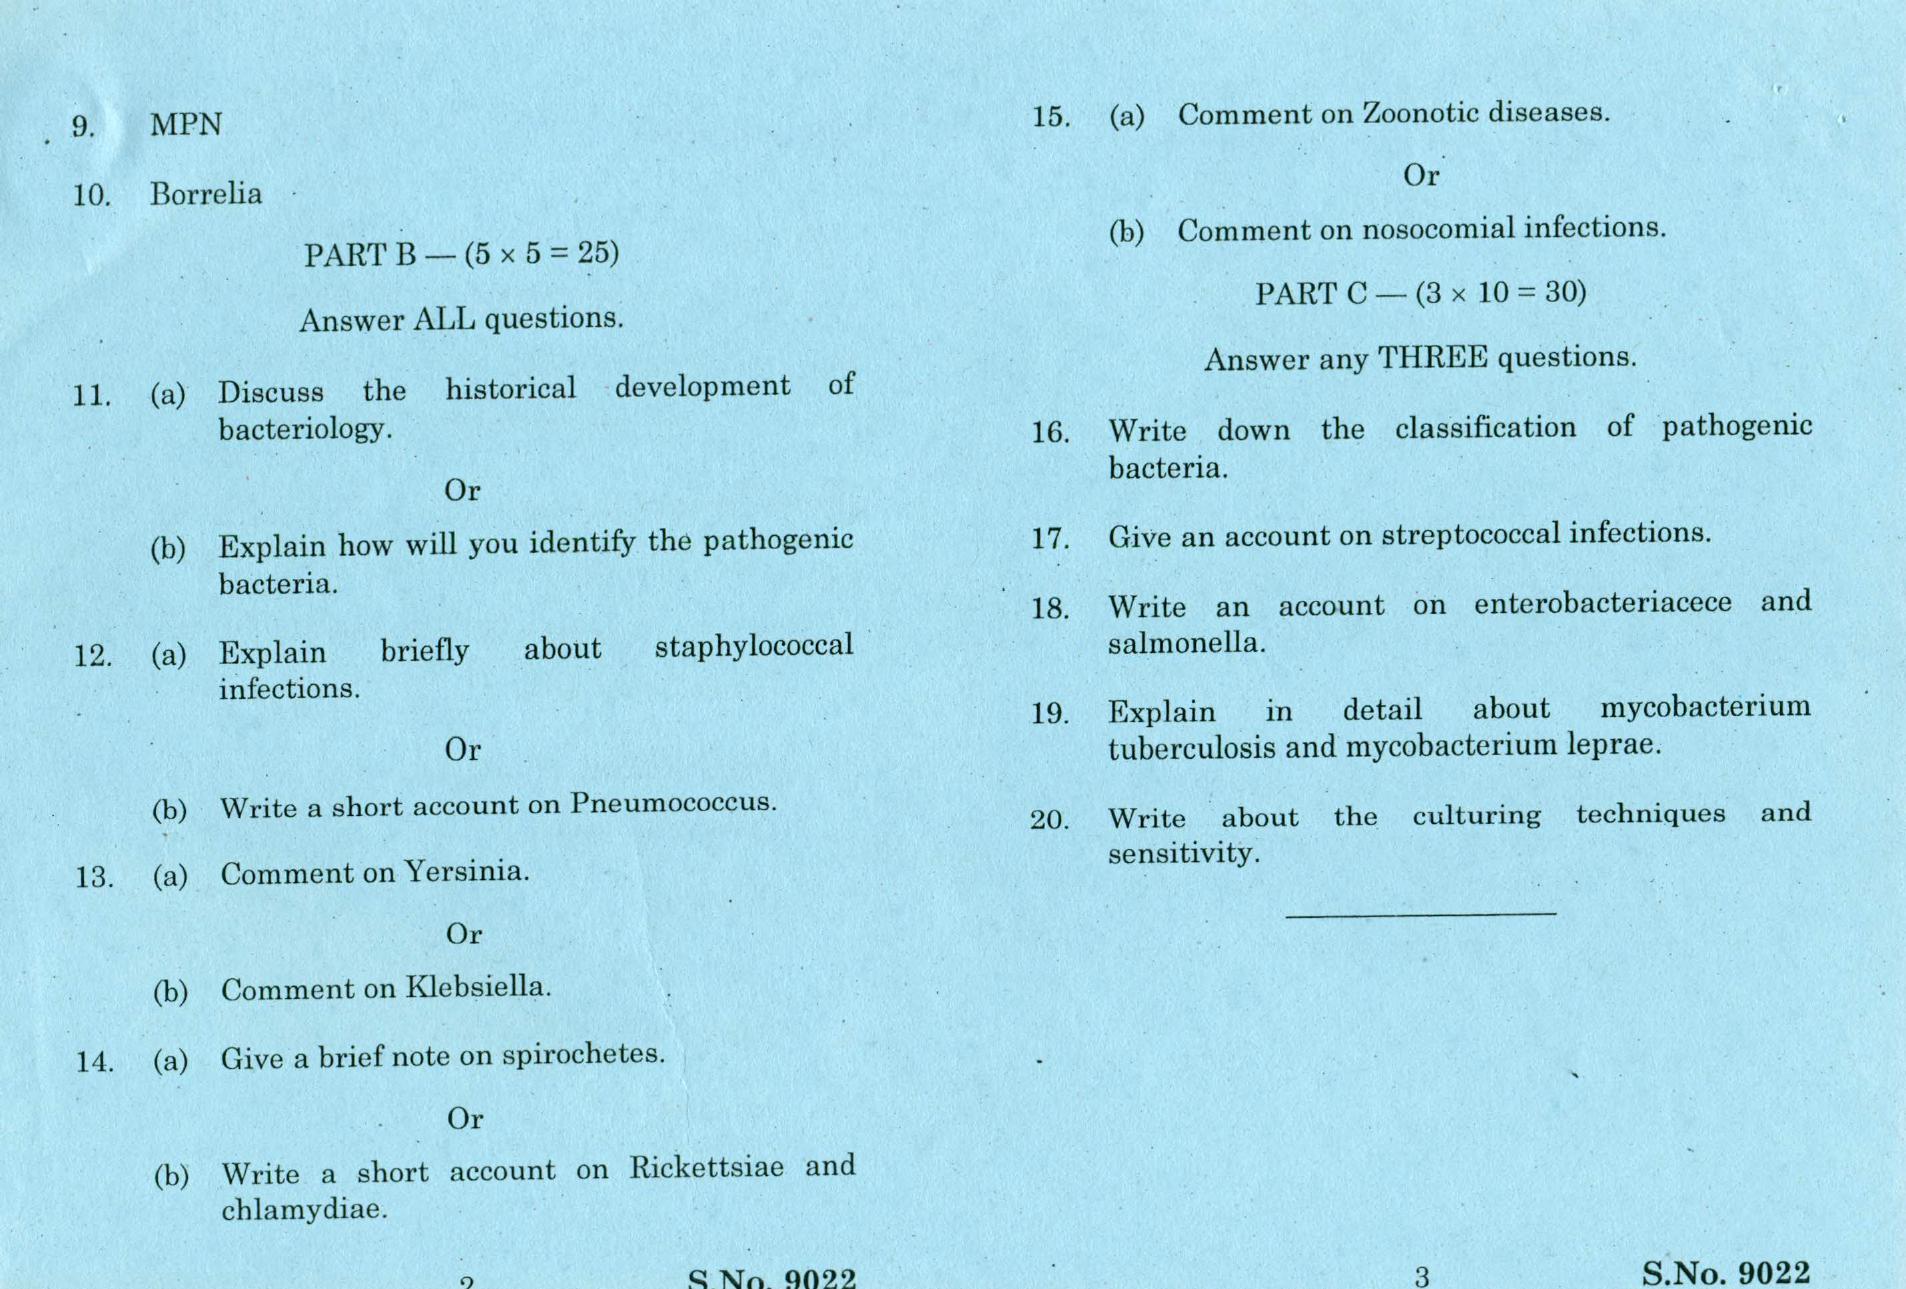 9. MPN
10. Borrelia
PART B — (5 × 5 = 25)
Answer ALL questions.
11. (a) Discuss the historical development of
bacteriology.
Or
(b) Explain how will you identify the pathogenic
bacteria.
12. (a) Explain briefly about staphylococcal
infections.
Or
(b) Write a short account on Pneumococcus.
13. (a) Comment on Yersinia.
Or
(b) Comment on Klebsiella.
14. (a) Give a brief note on spirochetes.
Or
(b) Write a short account on Rickettsiae and
chlamydiae.
2 S.No. 9022
15. (a) Comment on Zoonotic diseases.
Or
(b) Comment on nosocomial infections.
PART C — (3 × 10 = 30)
Answer any THREE questions.
16. Write down the classification of pathogenic
bacteria.
17. Give an account on streptococcal infections.
18. Write an account on enterobacteriacece and
salmonella.
19. Explain in detail about mycobacterium
tuberculosis and mycobacterium leprae.
20. Write about the culturing techniques and
sensitivity.
3 S.No. 9022